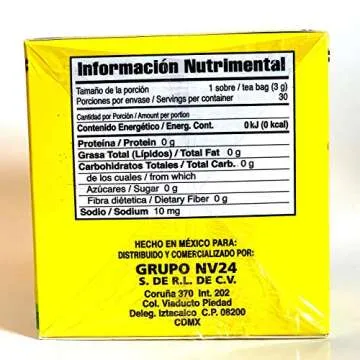 Información Nutrimental
Tamaño de la porción 1 sobre / tea bag (3 g)
Porciones por envase / Servings per container 30
Cantidad por Porción / Amount per portion
Contenido Energético / Energ. Cont. 0 kJ (0 kcal)
Proteína / Protein 0 g
Grasa Total (Lípidos) / Total Fat 0 g
Carbohidratos Totales / Total Carb. 0 g
de los cuales / from which
Azúcares / Sugar 0 g
Fibra diétetica / Dietary Fiber 0 g
Sodio / Sodium 10 mg
HECHO EN MÉXICO PARA:
DISTRIBUIDO Y COMERCIALIZADO POR:
GRUPO NV24
S. DE R.L. DE C.V.
Coruña 370 Int. 202
Col. Viaducto Piedad
Deleg. Iztacalco C.P. 08200
CDMX